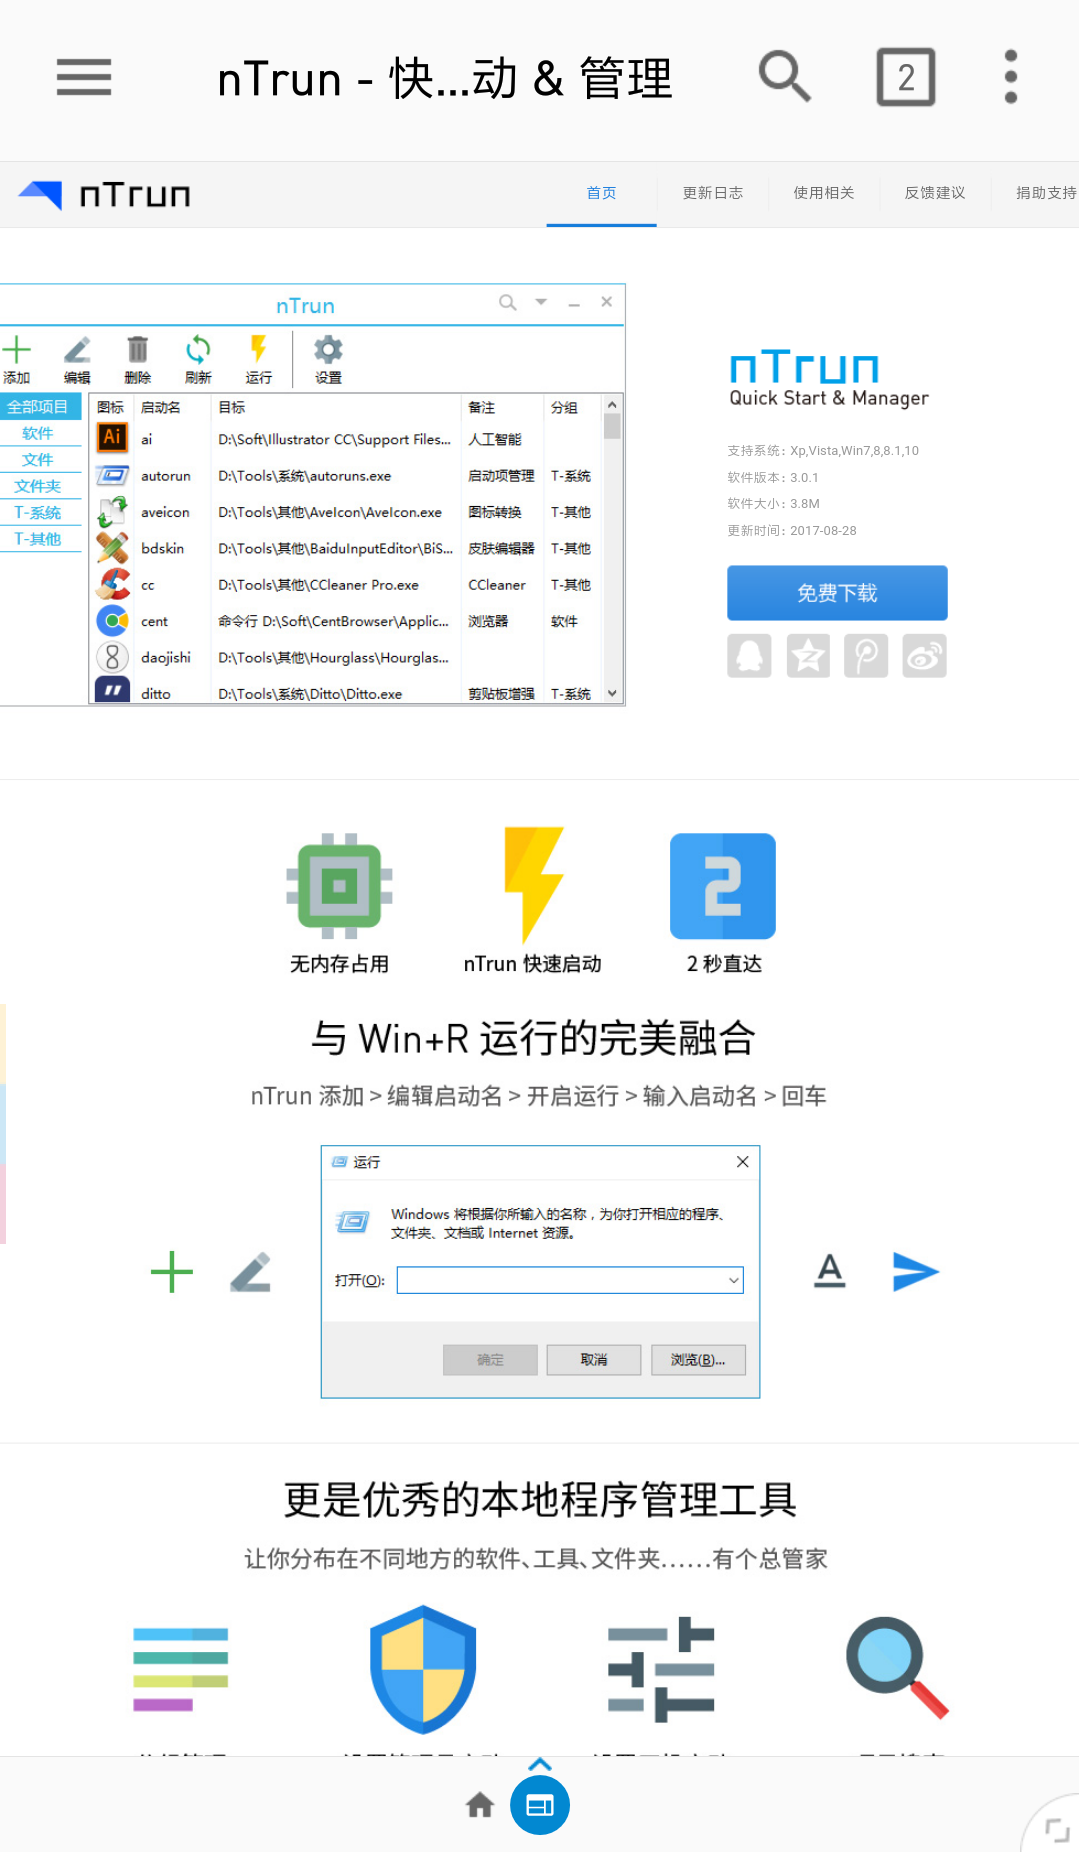 nTrun - 快...动 & 管理
2
nTrun
首页 更新日志 使用相关 反馈建议 捐助支持
nTrun
添加 编辑 删除 刷新 运行 设置
全部项目
软件
文件
文件夹
T-系统
T-其他
图标 启动名 目标 备注 分组
Ai ai D:\Soft\Illustrator CC\Support Files... 人工智能
autorun D:\Tools\系统\autoruns.exe 启动项管理 T-系统
aveicon D:\Tools\其他\AveIcon\AveIcon.exe 图标转换 T-其他
bdskin D:\Tools\其他\BaiduInputEditor\BiS... 皮肤编辑器 T-其他
cc D:\Tools\其他\CCleaner Pro.exe CCleaner T-其他
cent 命令行 D:\Soft\CentBrowser\Applic... 浏览器 软件
daojishi D:\Tools\其他\Hourglass\Hourglas...
ditto D:\Tools\系统\Ditto\Ditto.exe 剪贴板增强 T-系统
nTrun
Quick Start & Manager
支持系统: Xp,Vista,Win7,8,8.1,10
软件版本: 3.0.1
软件大小: 3.8M
更新时间: 2017-08-28
免费下载
2
无内存占用 nTrun 快速启动 2 秒直达
与 Win+R 运行的完美融合
nTrun 添加 > 编辑启动名 > 开启运行 > 输入启动名 > 回车
运行
Windows 将根据你所输入的名称，为你打开相应的程序、
文件夹、文档或 Internet 资源。
打开(O):
确定 取消 浏览(B)...
A
更是优秀的本地程序管理工具
让你分布在不同地方的软件、工具、文件夹……有个总管家